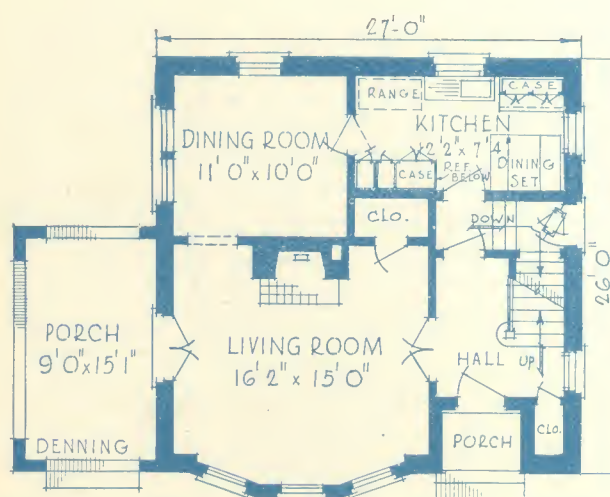 27'-0"
RANGE
CASE
KITCHEN
12'2" x 7'4"
DINING ROOM
11'0" x 10'0"
REF.
BELOW
DINING
SET
CASE
CLO.
DOWN
26'-0"
PORCH
9'0" x 15'1"
LIVING ROOM
16'2" x 15'0"
HALL
UP
CLO.
PORCH
DENNING